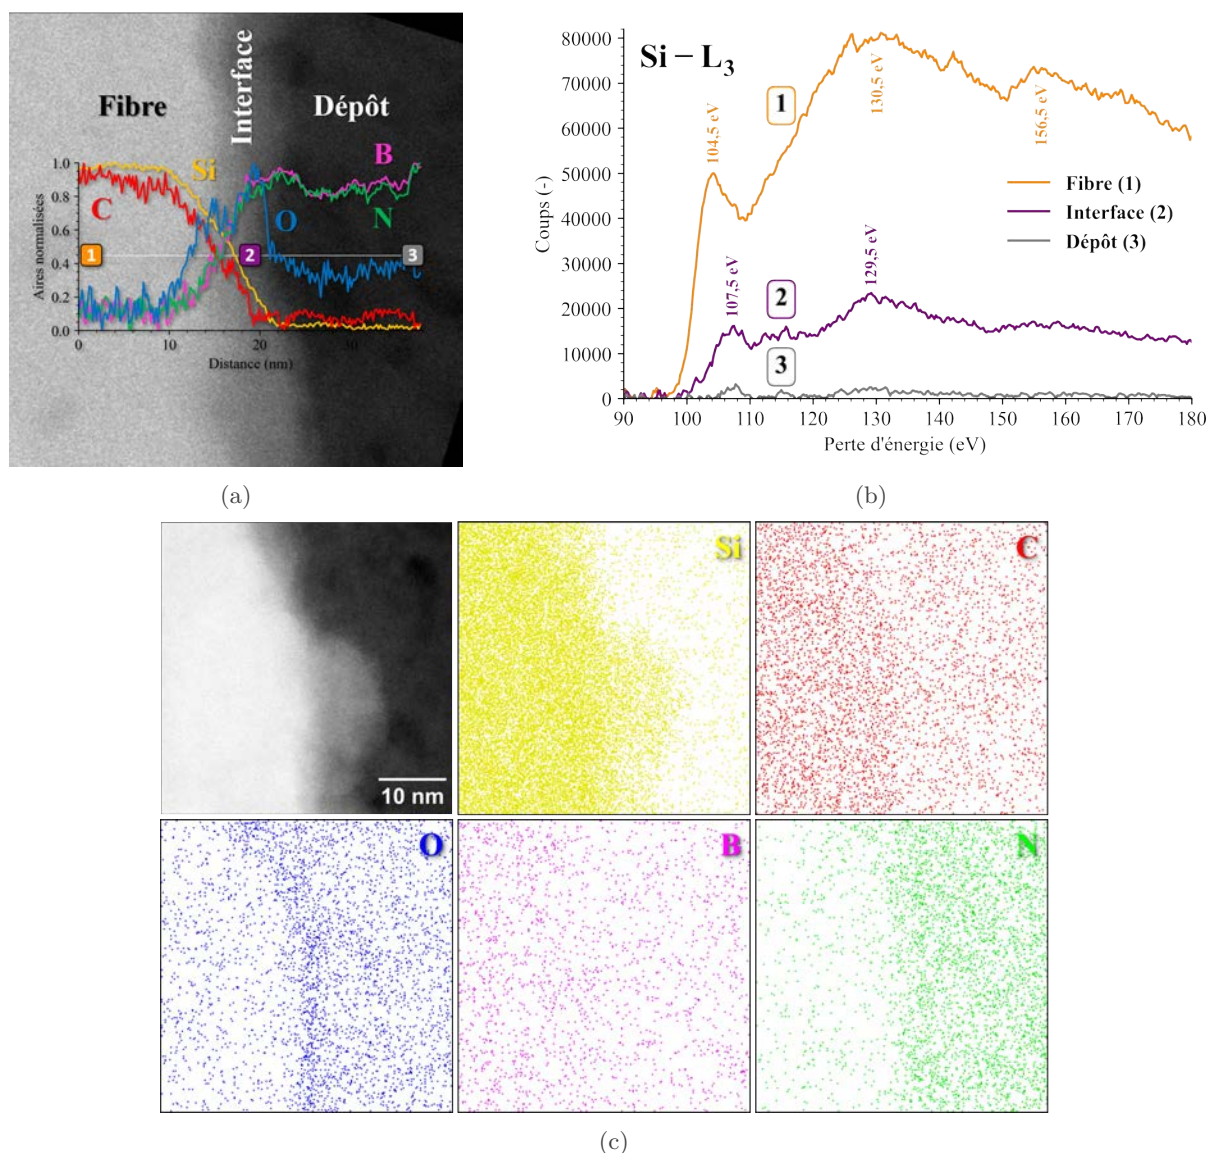 Fibre
Interface
Dépôt
Si
B
C
O
N
1
2
3
Aires normalisées
1.0
0.8
0.6
0.4
0.2
0.0
0
10
20
Distance (nm)
(a)
Si – L3
80000
70000
60000
50000
40000
30000
20000
10000
0
Coups (-)
104,5 eV
130,5 eV
156,5 eV
107,5 eV
129,5 eV
1
2
3
Fibre (1)
Interface (2)
Dépôt (3)
90 100 110 120 130 140 150 160 170 180
Perte d'énergie (eV)
(b)
10 nm
Si
C
O
B
N
(c)